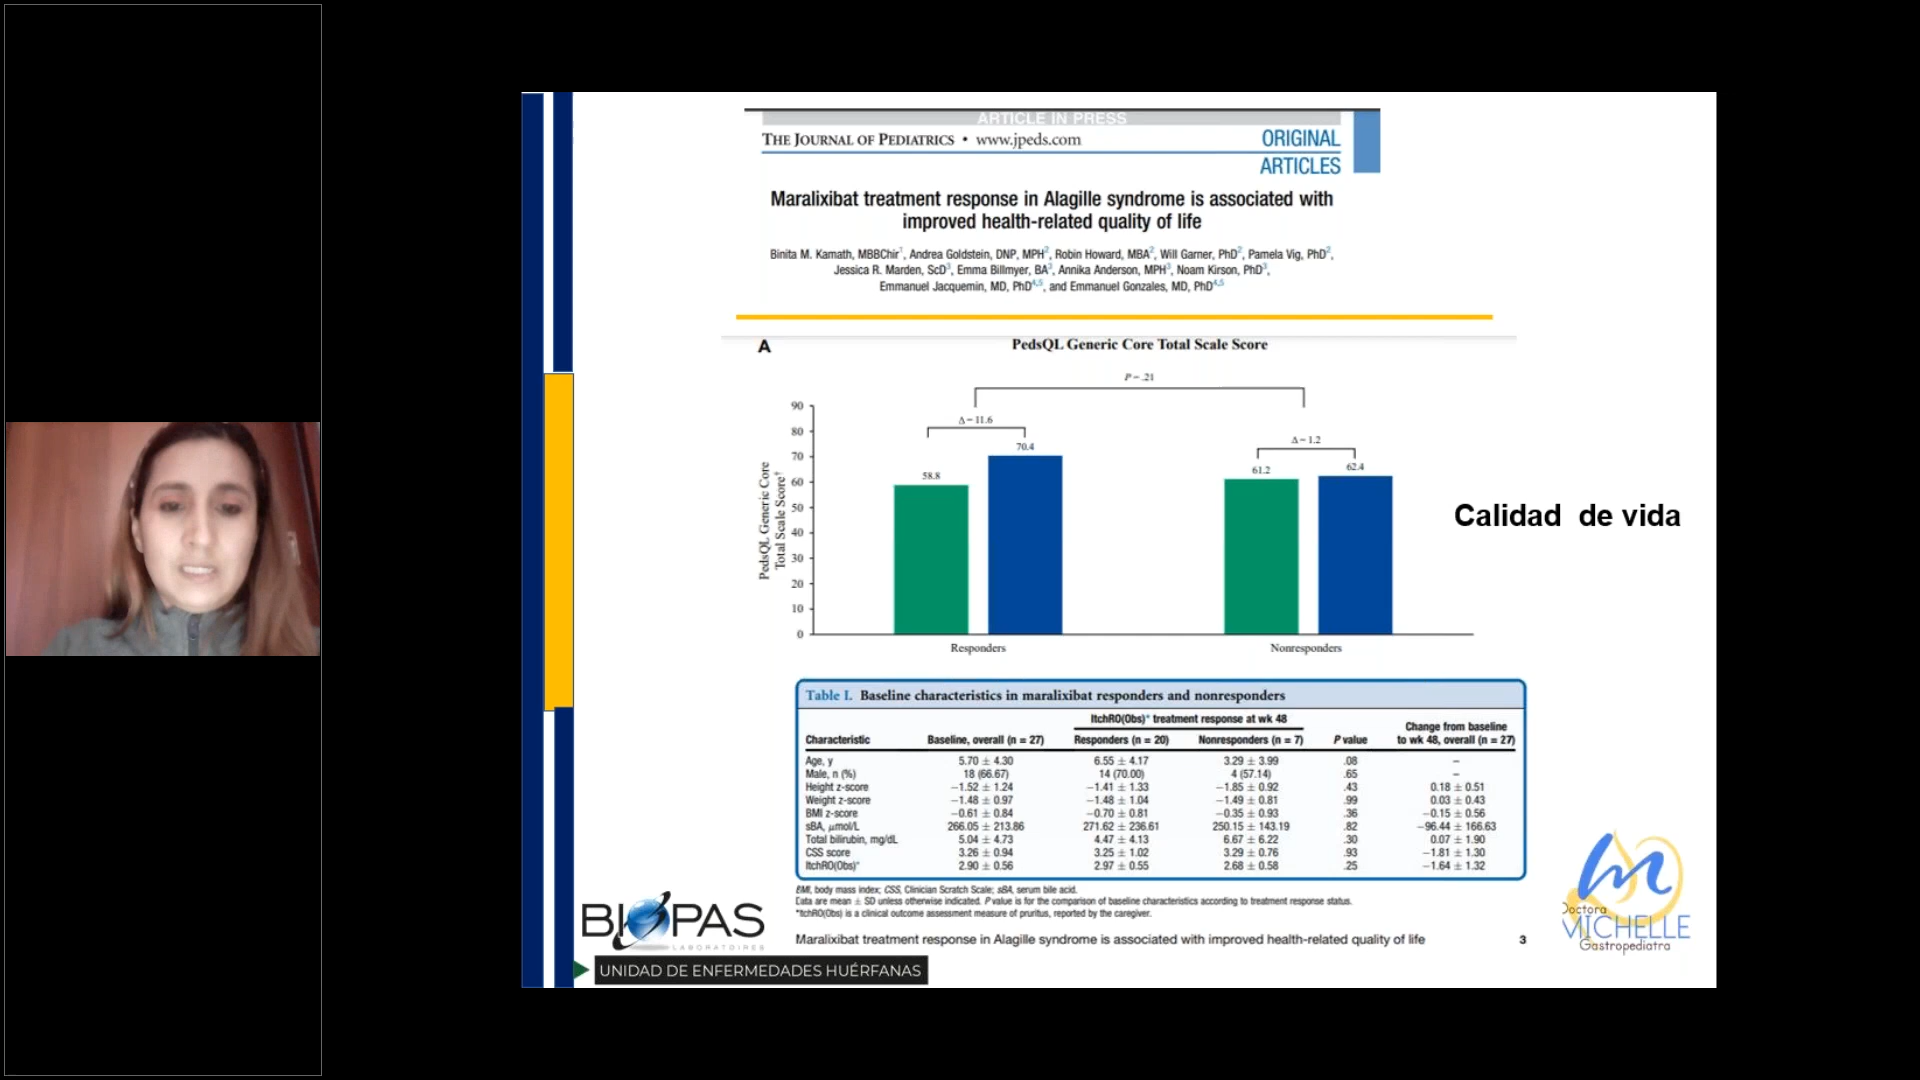 ARTICLE IN PRESS
THE JOURNAL OF PEDIATRICS • www.jpeds.com
ORIGINAL
ARTICLES
Maralixibat treatment response in Alagille syndrome is associated with
improved health-related quality of life
Binita M. Kamath, MBBChir¹, Andrea Goldstein, DNP, MPH², Robin Howard, MBA², Will Garner, PhD², Pamela Vig, PhD²,
Jessica R. Marden, ScD³, Emma Billmyer, BA³, Annika Anderson, MPH³, Noam Kirson, PhD³,
Emmanuel Jacquemin, MD, PhD⁴,⁵, and Emmanuel Gonzales, MD, PhD⁴,⁵
A
PedsQL Generic Core Total Scale Score
P = .21
Δ = 11.6
Δ = 1.2
58.8
70.4
61.2
62.4
PedsQL Generic Core
Total Scale Score†
90
80
70
60
50
40
30
20
10
0
Responders
Nonresponders
Calidad de vida
Table I. Baseline characteristics in maralixibat responders and nonresponders
ItchRO(Obs)* treatment response at wk 48
Change from baseline
Characteristic Baseline, overall (n = 27) Responders (n = 20) Nonresponders (n = 7) P value to wk 48, overall (n = 27)
Age, y 5.70 ± 4.30 6.55 ± 4.17 3.29 ± 3.99 .08 –
Male, n (%) 18 (66.67) 14 (70.00) 4 (57.14) .65 –
Height z-score −1.52 ± 1.24 −1.41 ± 1.33 −1.85 ± 0.92 .43 0.18 ± 0.51
Weight z-score −1.48 ± 0.97 −1.48 ± 1.04 −1.49 ± 0.81 .99 0.03 ± 0.43
BMI z-score −0.61 ± 0.84 −0.70 ± 0.81 −0.35 ± 0.93 .36 −0.15 ± 0.56
sBA, µmol/L 266.05 ± 213.86 271.62 ± 236.61 250.15 ± 143.19 .82 −96.44 ± 166.63
Total bilirubin, mg/dL 5.04 ± 4.73 4.47 ± 4.13 6.67 ± 6.22 .30 0.07 ± 1.90
CSS score 3.26 ± 0.94 3.25 ± 1.02 3.29 ± 0.76 .93 −1.81 ± 1.30
ItchRO(Obs)* 2.90 ± 0.56 2.97 ± 0.55 2.68 ± 0.58 .25 −1.64 ± 1.32
BMI, body mass index; CSS, Clinician Scratch Scale; sBA, serum bile acid.
Data are mean ± SD unless otherwise indicated. P value is for the comparison of baseline characteristics according to treatment response status.
*ItchRO(Obs) is a clinical outcome assessment measure of pruritus, reported by the caregiver.
Maralixibat treatment response in Alagille syndrome is associated with improved health-related quality of life
3
BIOPAS
LABORATOIRES
UNIDAD DE ENFERMEDADES HUÉRFANAS
Doctora
MICHELLE
Gastropediatra